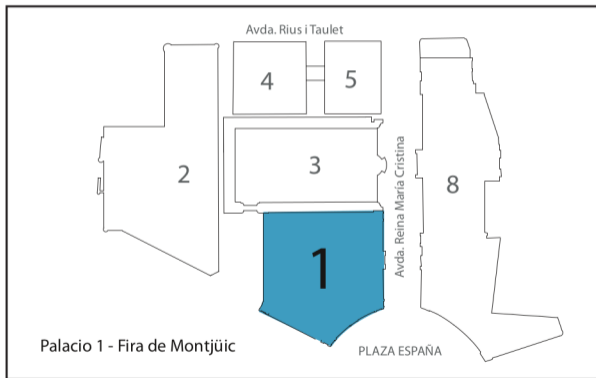 Avda. Rius i Taulet
4
5
2
3
Avda. Reina María Cristina
8
1
Palacio 1 - Fira de Montjüic
PLAZA ESPAÑA